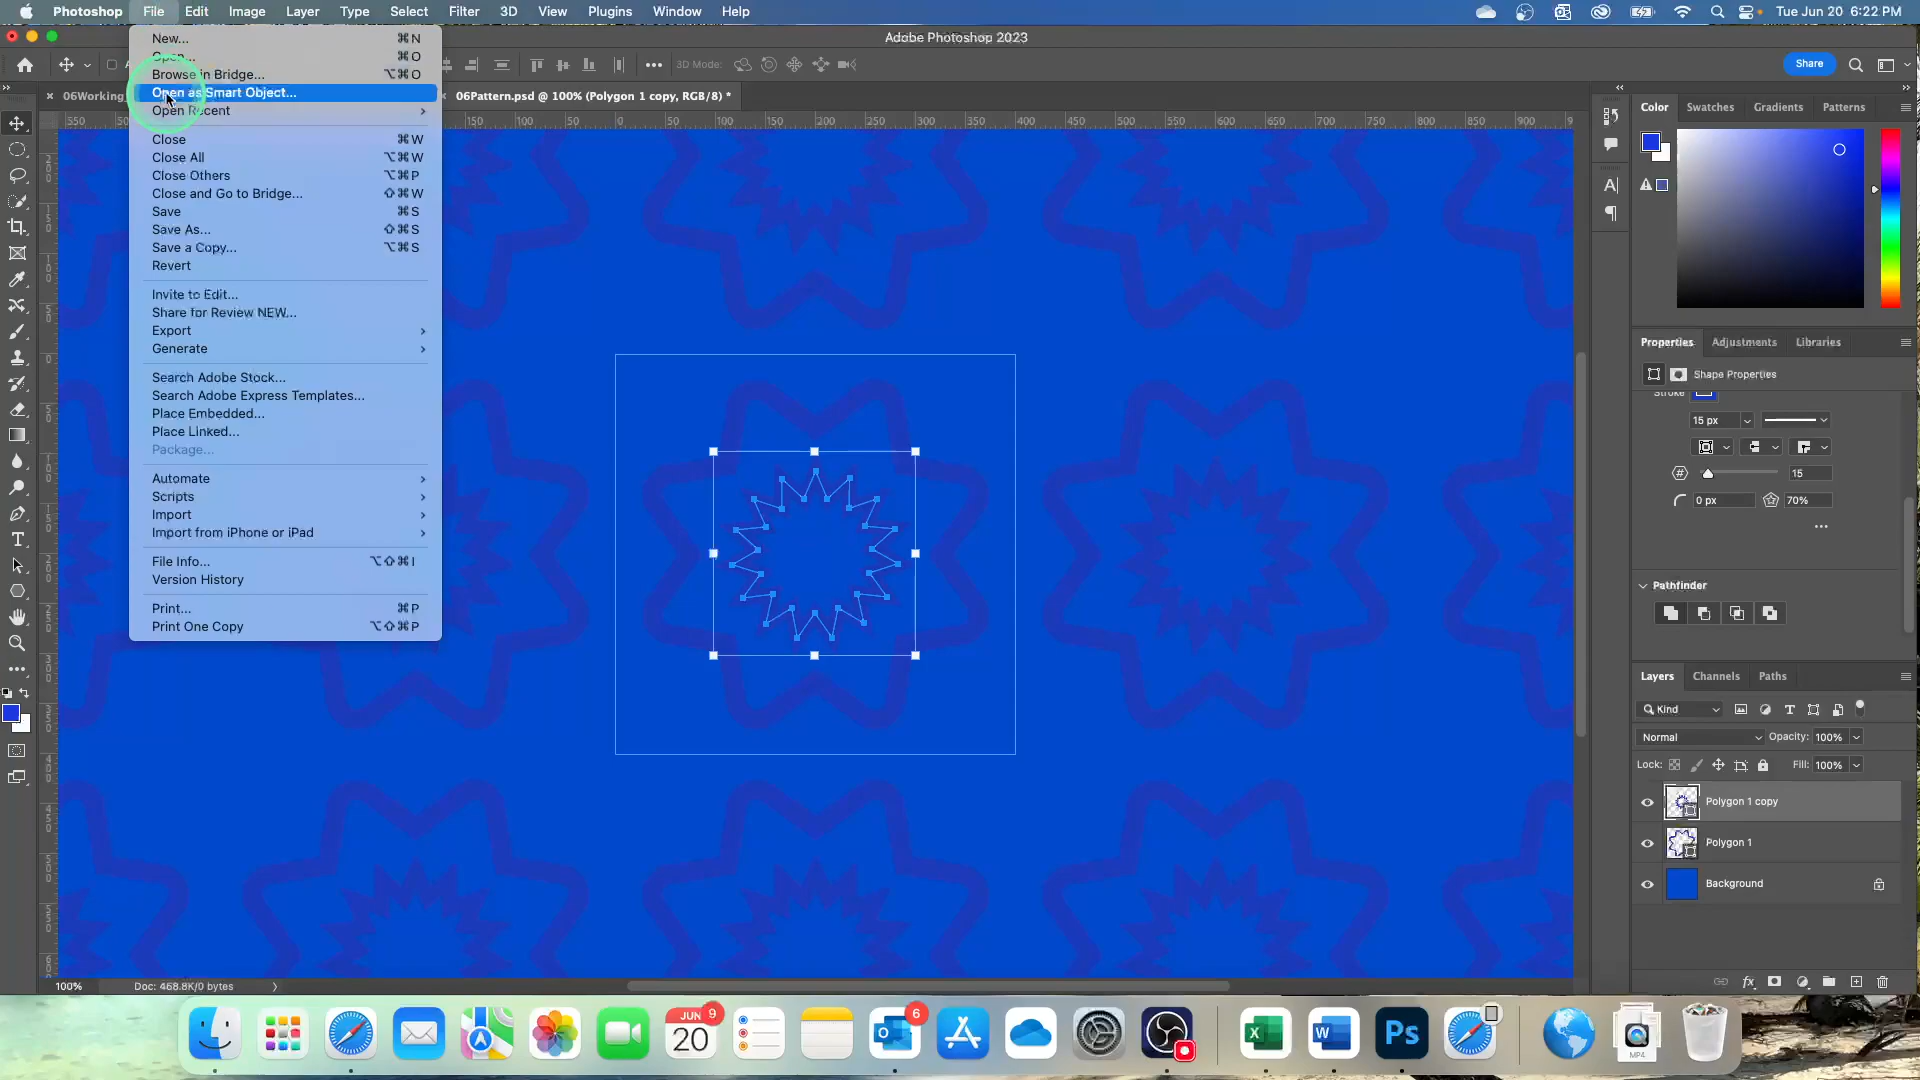 Photoshop File Edit Image Layer Type Select Filter 3D View Plugins Window Help Tue Jun 20 6:22 PM
Adobe Photoshop 2023
3D Mode: Share
06Working 06Pattern.psd @ 100% (Polygon 1 copy, RGB/8) *
New... ⌘N
Open... ⌘O
Browse in Bridge... ⌥⌘O
Open as Smart Object...
Open Recent
Close ⌘W
Close All ⌥⌘W
Close Others ⌥⌘P
Close and Go to Bridge... ⇧⌘W
Save ⌘S
Save As... ⇧⌘S
Save a Copy... ⌥⌘S
Revert
Invite to Edit...
Share for Review NEW...
Export
Generate
Search Adobe Stock...
Search Adobe Express Templates...
Place Embedded...
Place Linked...
Package...
Automate
Scripts
Import
Import from iPhone or iPad
File Info... ⌥⇧⌘I
Version History
Print... ⌘P
Print One Copy ⌥⇧⌘P
Color Swatches Gradients Patterns
Properties Adjustments Libraries
Shape Properties
Stroke
15 px
15
0 px 70%
Pathfinder
Layers Channels Paths
Kind
Normal Opacity: 100%
Lock: Fill: 100%
Polygon 1 copy
Polygon 1
Background
100% Doc: 468.8K/0 bytes
JUN 20 9 6
MP4